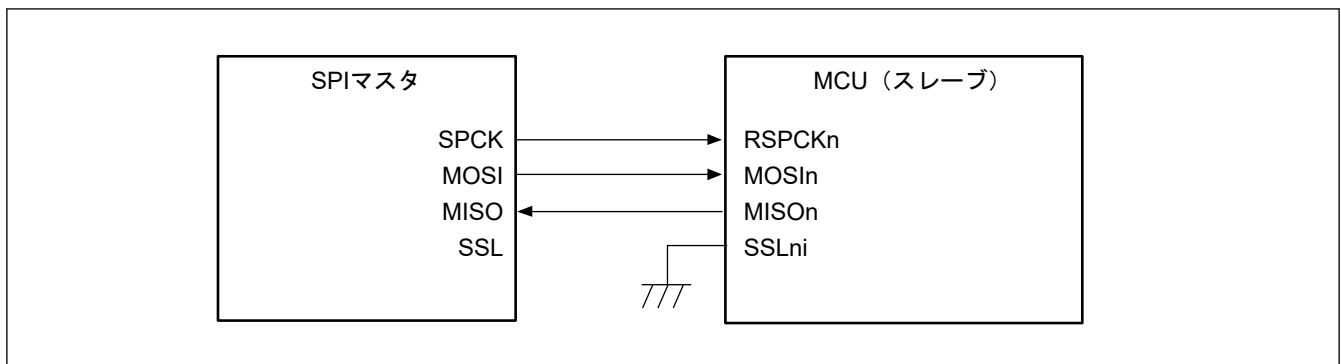 SPIマスタ
SPCK
MOSI
MISO
SSL
MCU（スレーブ）
RSPCKn
MOSIn
MISOn
SSLni